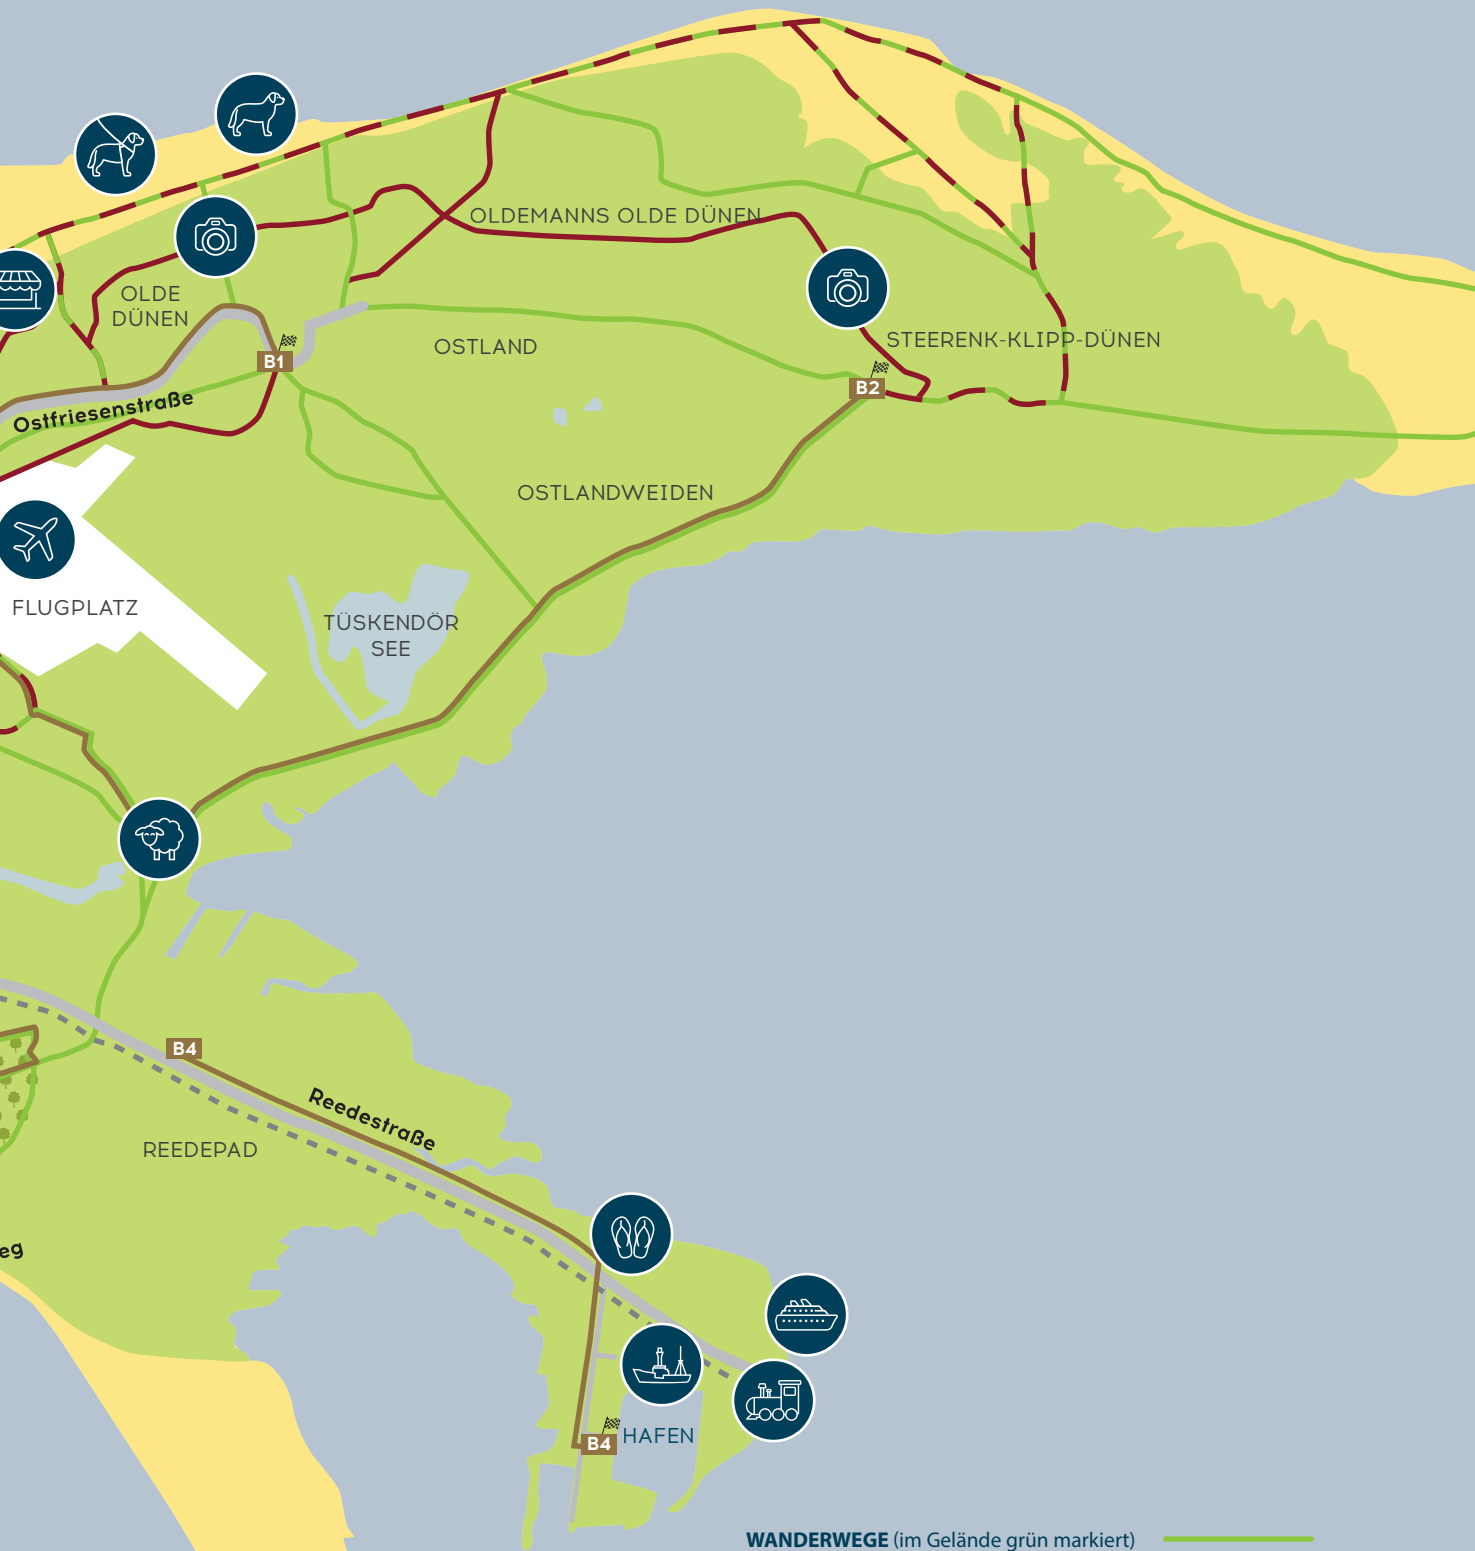 OLDEMANNS OLDE DÜNEN
OLDE
DÜNEN
STEERENK-KLIPP-DÜNEN
OSTLAND
B1
B2
Ostfriesenstraße
OSTLANDWEIDEN
FLUGPLATZ
TÜSKENDÖR
SEE
B4
Reedestraße
REEDEPAD
eg
HAFEN
B4
WANDERWEGE (im Gelände grün markiert)